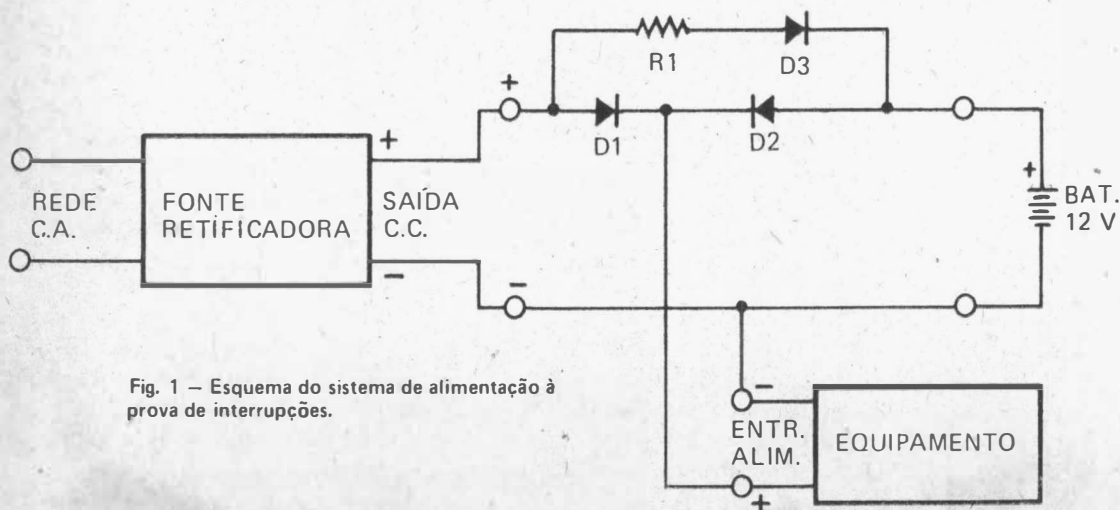 R1
D3
+
D1
D2
+
REDE
C.A.
FONTE
RETIFICADORA
SAÍDA
C.C.
−
−
+
BAT.
12 V
Fig. 1 — Esquema do sistema de alimentação à
prova de interrupções.
−
ENTR.
ALIM.
+
EQUIPAMENTO